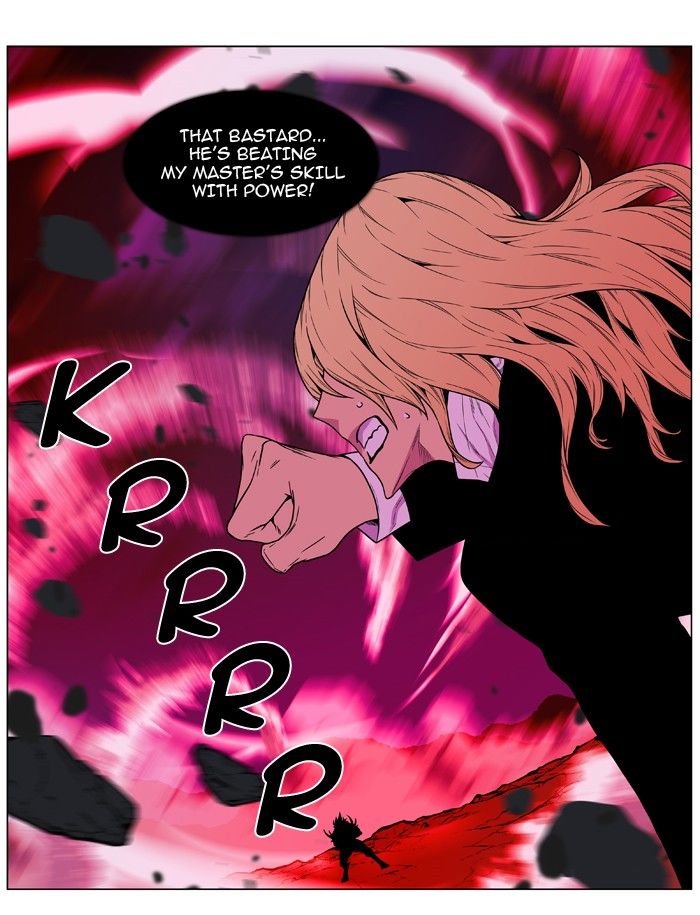 THAT BASTARD...
HE'S BEATING
MY MASTER'S SKILL
WITH POWER!
KRRRR